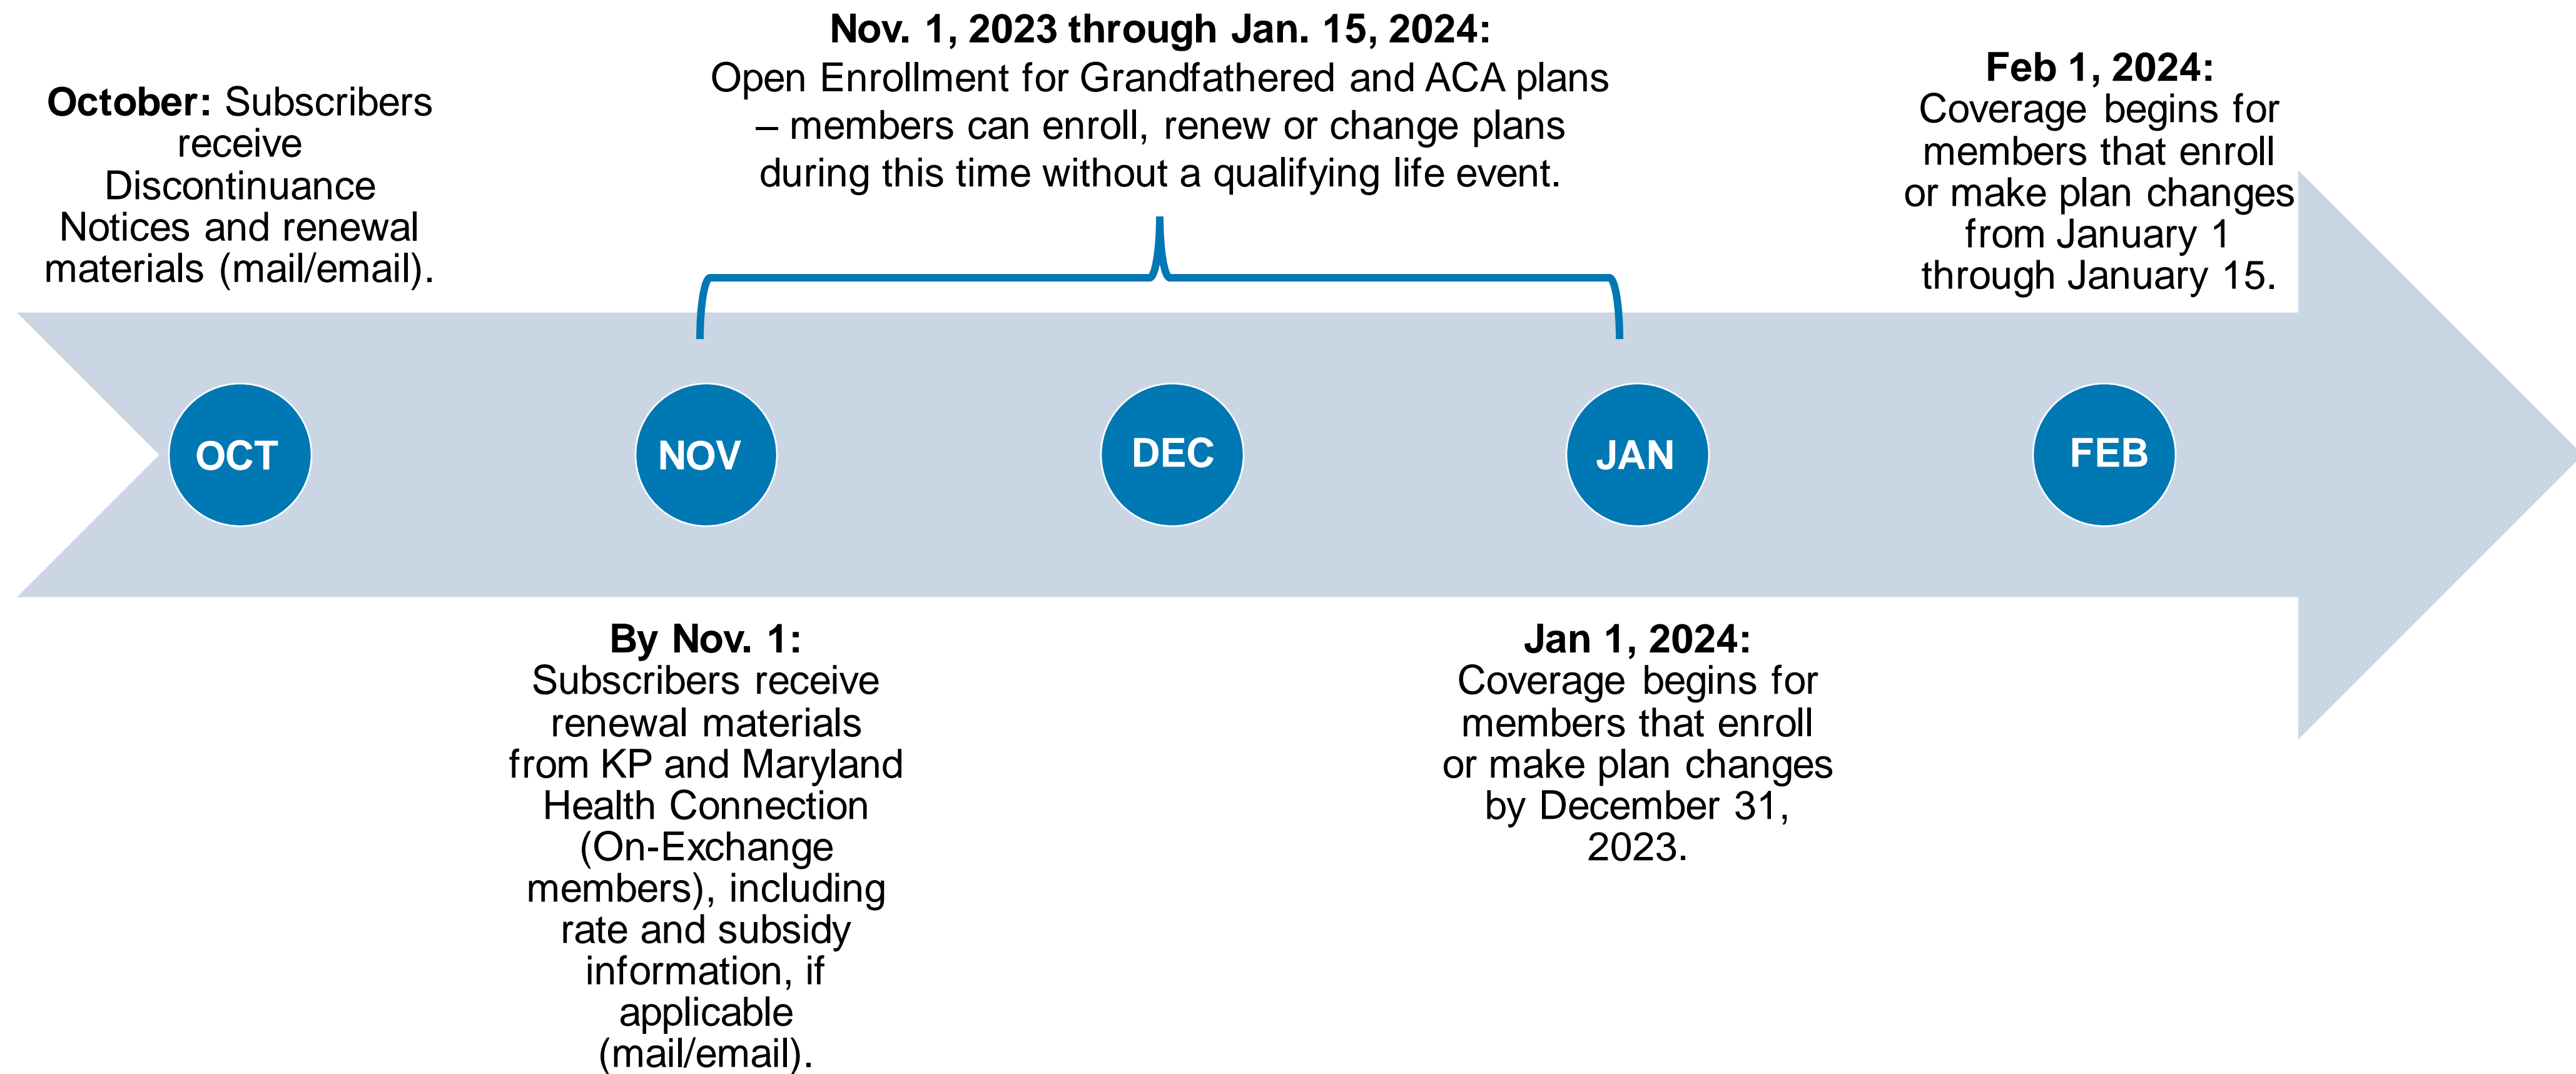 October: Subscribers
receive
Discontinuance
Notices and renewal
materials (mail/email).
Nov. 1, 2023 through Jan. 15, 2024:
Open Enrollment for Grandfathered and ACA plans
– members can enroll, renew or change plans
during this time without a qualifying life event.
Feb 1, 2024:
Coverage begins for
members that enroll
or make plan changes
from January 1
through January 15.
OCT
NOV
DEC
JAN
FEB
By Nov. 1:
Subscribers receive
renewal materials
from KP and Maryland
Health Connection
(On-Exchange
members), including
rate and subsidy
information, if
applicable
(mail/email).
Jan 1, 2024:
Coverage begins for
members that enroll
or make plan changes
by December 31,
2023.